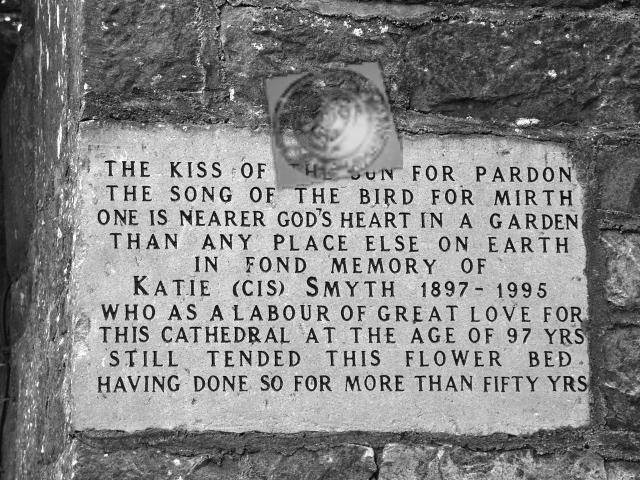 THE KISS OF THE SUN FOR PARDON
THE SONG OF THE BIRD FOR MIRTH
ONE IS NEARER GOD'S HEART IN A GARDEN
THAN ANY PLACE ELSE ON EARTH
IN FOND MEMORY OF
KATIE (CIS) SMYTH 1897-1995
WHO AS A LABOUR OF GREAT LOVE FOR
THIS CATHEDRAL AT THE AGE OF 97 YRS
STILL TENDED THIS FLOWER BED
HAVING DONE SO FOR MORE THAN FIFTY YRS